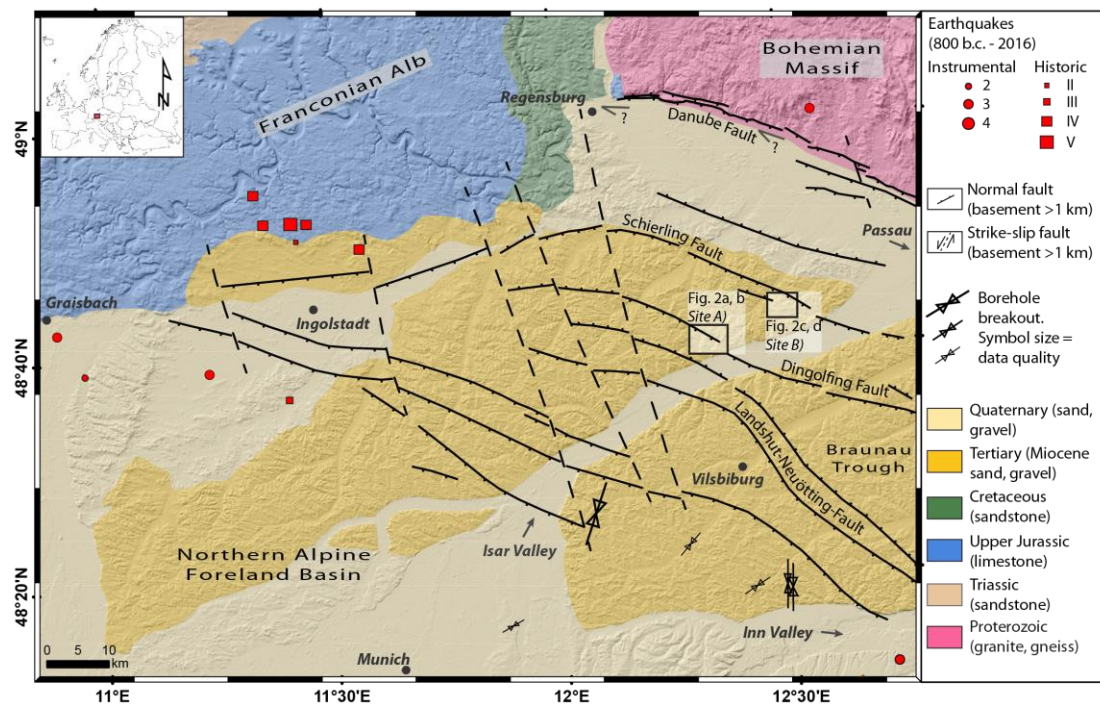 N
Franconian Alb
Bohemian
Massif
Regensburg
?
Danube Fault
?
Passau
Schierling Fault
Graisbach
Ingolstadt
Fig. 2a, b
Site A)
Fig. 2c, d
Site B)
Dingolfing Fault
Landshut-Neuötting-Fault
Braunau
Trough
Vilsbiburg
Isar Valley
Northern Alpine
Foreland Basin
Inn Valley
Munich
0 5 10
km
49°N
48°40'N
48°20'N
11°E
11°30'E
12°E
12°30'E
Earthquakes
(800 b.c. - 2016)
Instrumental
2
3
4
Historic
II
III
IV
V
Normal fault
(basement >1 km)
Strike-slip fault
(basement >1 km)
Borehole
breakout.
Symbol size =
data quality
Quaternary (sand,
gravel)
Tertiary (Miocene
sand, gravel)
Cretaceous
(sandstone)
Upper Jurassic
(limestone)
Triassic
(sandstone)
Proterozoic
(granite, gneiss)